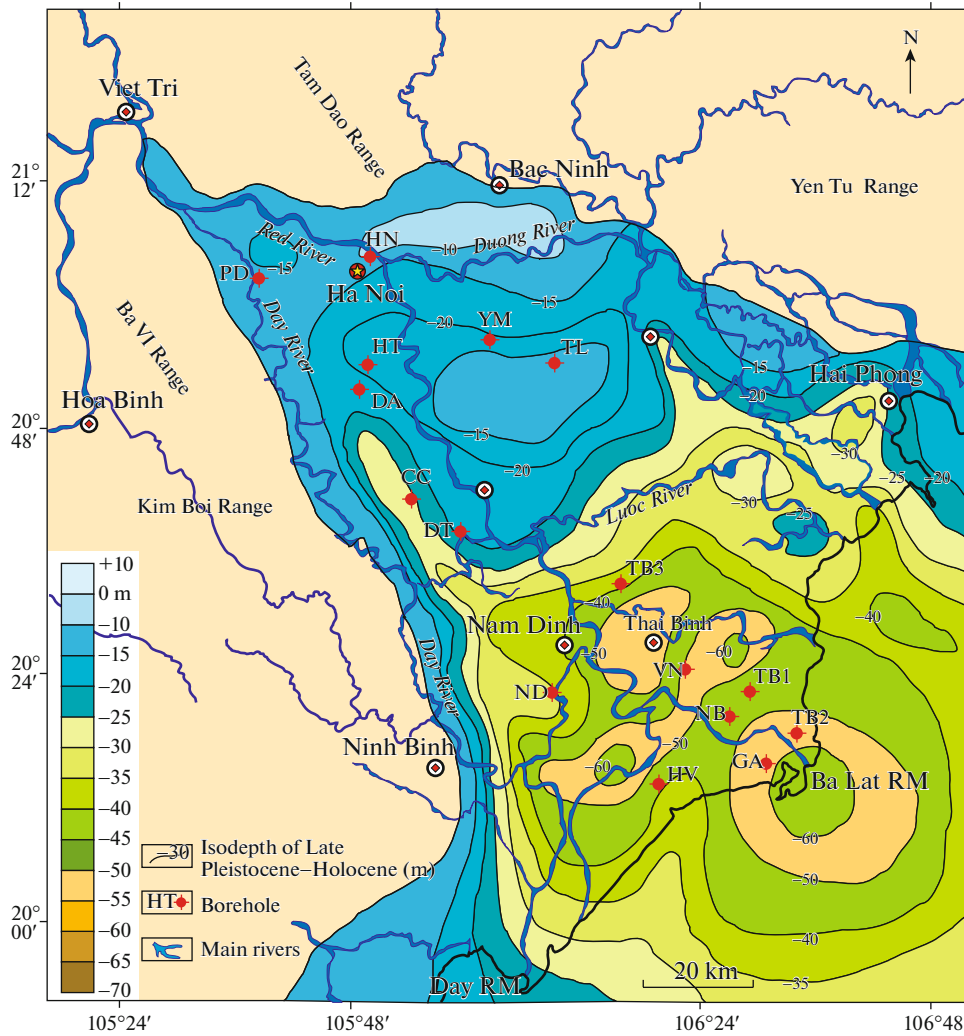 N
Viet Tri
Tam Dao Range
Bac Ninh
21°
12′
Yen Tu Range
Red River
HN
−10
Duong River
PD
−15
Ha Noi
−15
Ba VI Range
Day River
−20
YM
HT
TL
−15
Hai Phong
DA
−20
Hoa Binh
20°
48′
−15
−30
CC
−20
−25
−20
Kim Boi Range
Luoc River
−30
DT
−25
+10
0 m
−10
−15
−20
−25
−30
−35
−40
−45
−50
−55
−60
−65
−70
TB3
−40
−40
Nam Dinh
Thai Binh
−50
−60
20°
24′
Day River
VN
ND
TB1
NB
TB2
Ninh Binh
−50
−60
GA
HV
Ba Lat RM
−60
−30
Isodepth of Late
Pleistocene−Holocene (m)
−50
HT
Borehole
20°
00′
−40
Main rivers
20 km
Day RM
−35
105°24′
105°48′
106°24′
106°48′